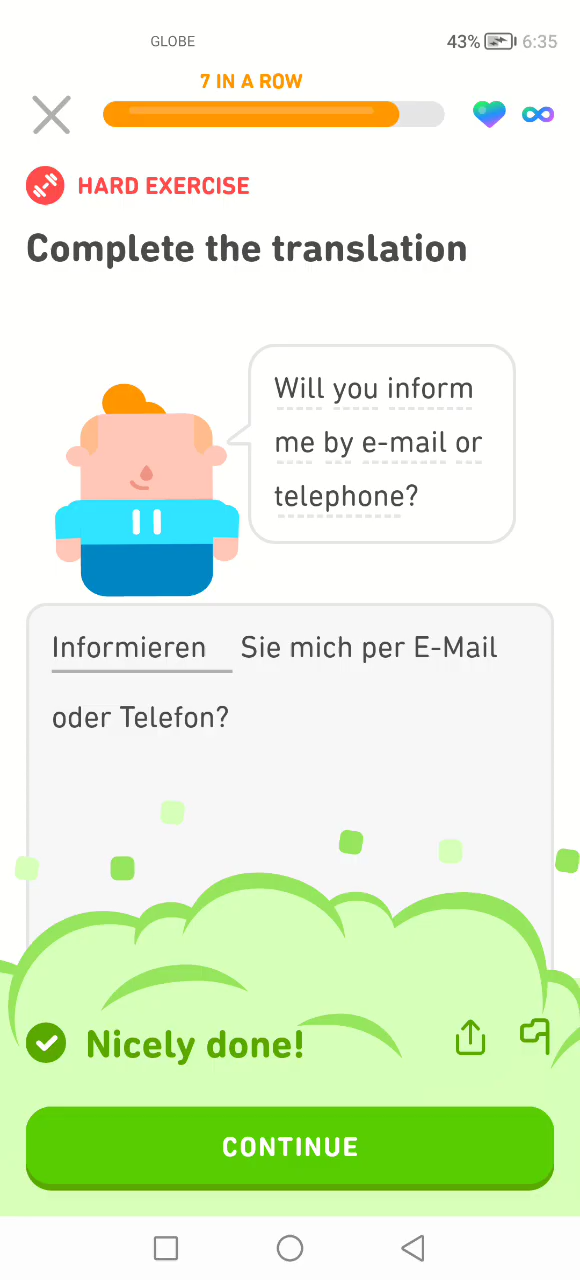 GLOBE 43% 6:35
7 IN A ROW
HARD EXERCISE
Complete the translation
Will you inform
me by e-mail or
telephone?
Informieren Sie mich per E-Mail
oder Telefon?
Nicely done!
CONTINUE